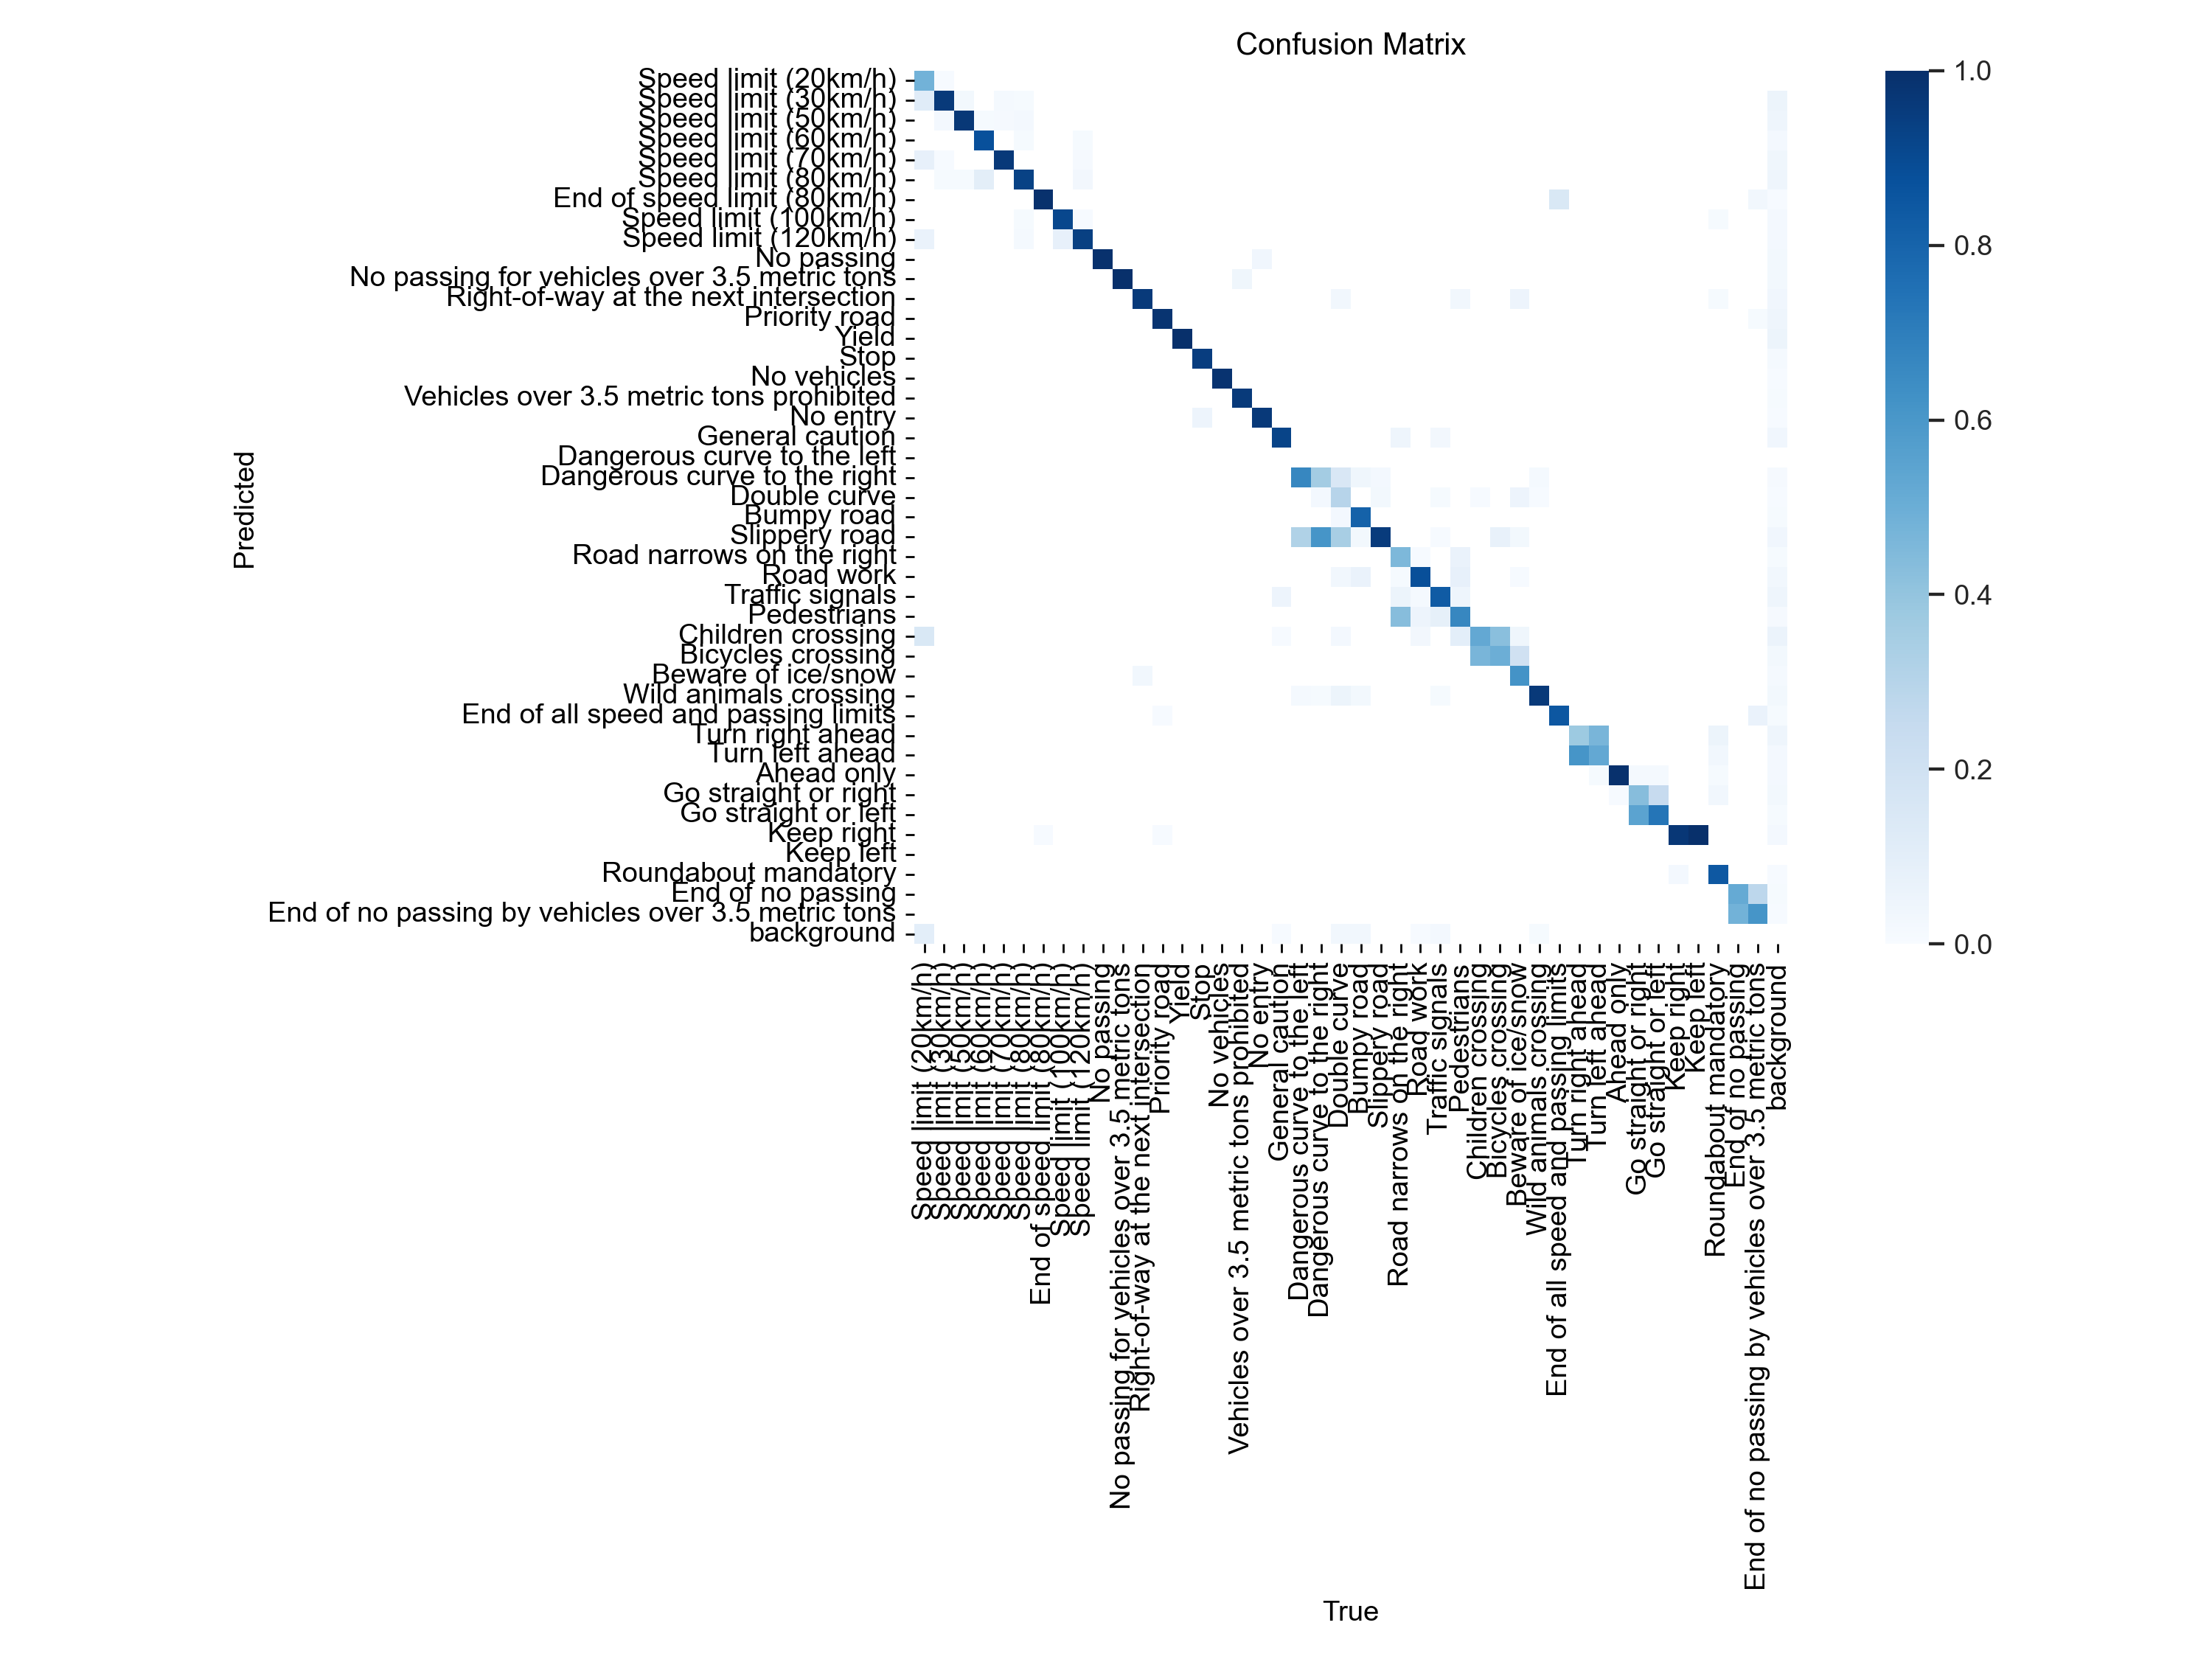 Confusion Matrix
Speed limit (20km/h)
Speed limit (30km/h)
Speed limit (50km/h)
Speed limit (60km/h)
Speed limit (70km/h)
Speed limit (80km/h)
End of speed limit (80km/h)
Speed limit (100km/h)
Speed limit (120km/h)
No passing
No passing for vehicles over 3.5 metric tons
Right-of-way at the next intersection
Priority road
Yield
Stop
No vehicles
Vehicles over 3.5 metric tons prohibited
No entry
General caution
Dangerous curve to the left
Dangerous curve to the right
Double curve
Bumpy road
Slippery road
Road narrows on the right
Road work
Traffic signals
Pedestrians
Children crossing
Bicycles crossing
Beware of ice/snow
Wild animals crossing
End of all speed and passing limits
Turn right ahead
Turn left ahead
Ahead only
Go straight or right
Go straight or left
Keep right
Keep left
Roundabout mandatory
End of no passing
End of no passing by vehicles over 3.5 metric tons
background
Predicted
Speed limit (20km/h)
Speed limit (30km/h)
Speed limit (50km/h)
Speed limit (60km/h)
Speed limit (70km/h)
Speed limit (80km/h)
End of speed limit (80km/h)
Speed limit (100km/h)
Speed limit (120km/h)
No passing
No passing for vehicles over 3.5 metric tons
Right-of-way at the next intersection
Priority road
Yield
Stop
No vehicles
Vehicles over 3.5 metric tons prohibited
No entry
General caution
Dangerous curve to the left
Dangerous curve to the right
Double curve
Bumpy road
Slippery road
Road narrows on the right
Road work
Traffic signals
Pedestrians
Children crossing
Bicycles crossing
Beware of ice/snow
Wild animals crossing
End of all speed and passing limits
Turn right ahead
Turn left ahead
Ahead only
Go straight or right
Go straight or left
Keep right
Keep left
Roundabout mandatory
End of no passing
End of no passing by vehicles over 3.5 metric tons
background
True
1.0
0.8
0.6
0.4
0.2
0.0